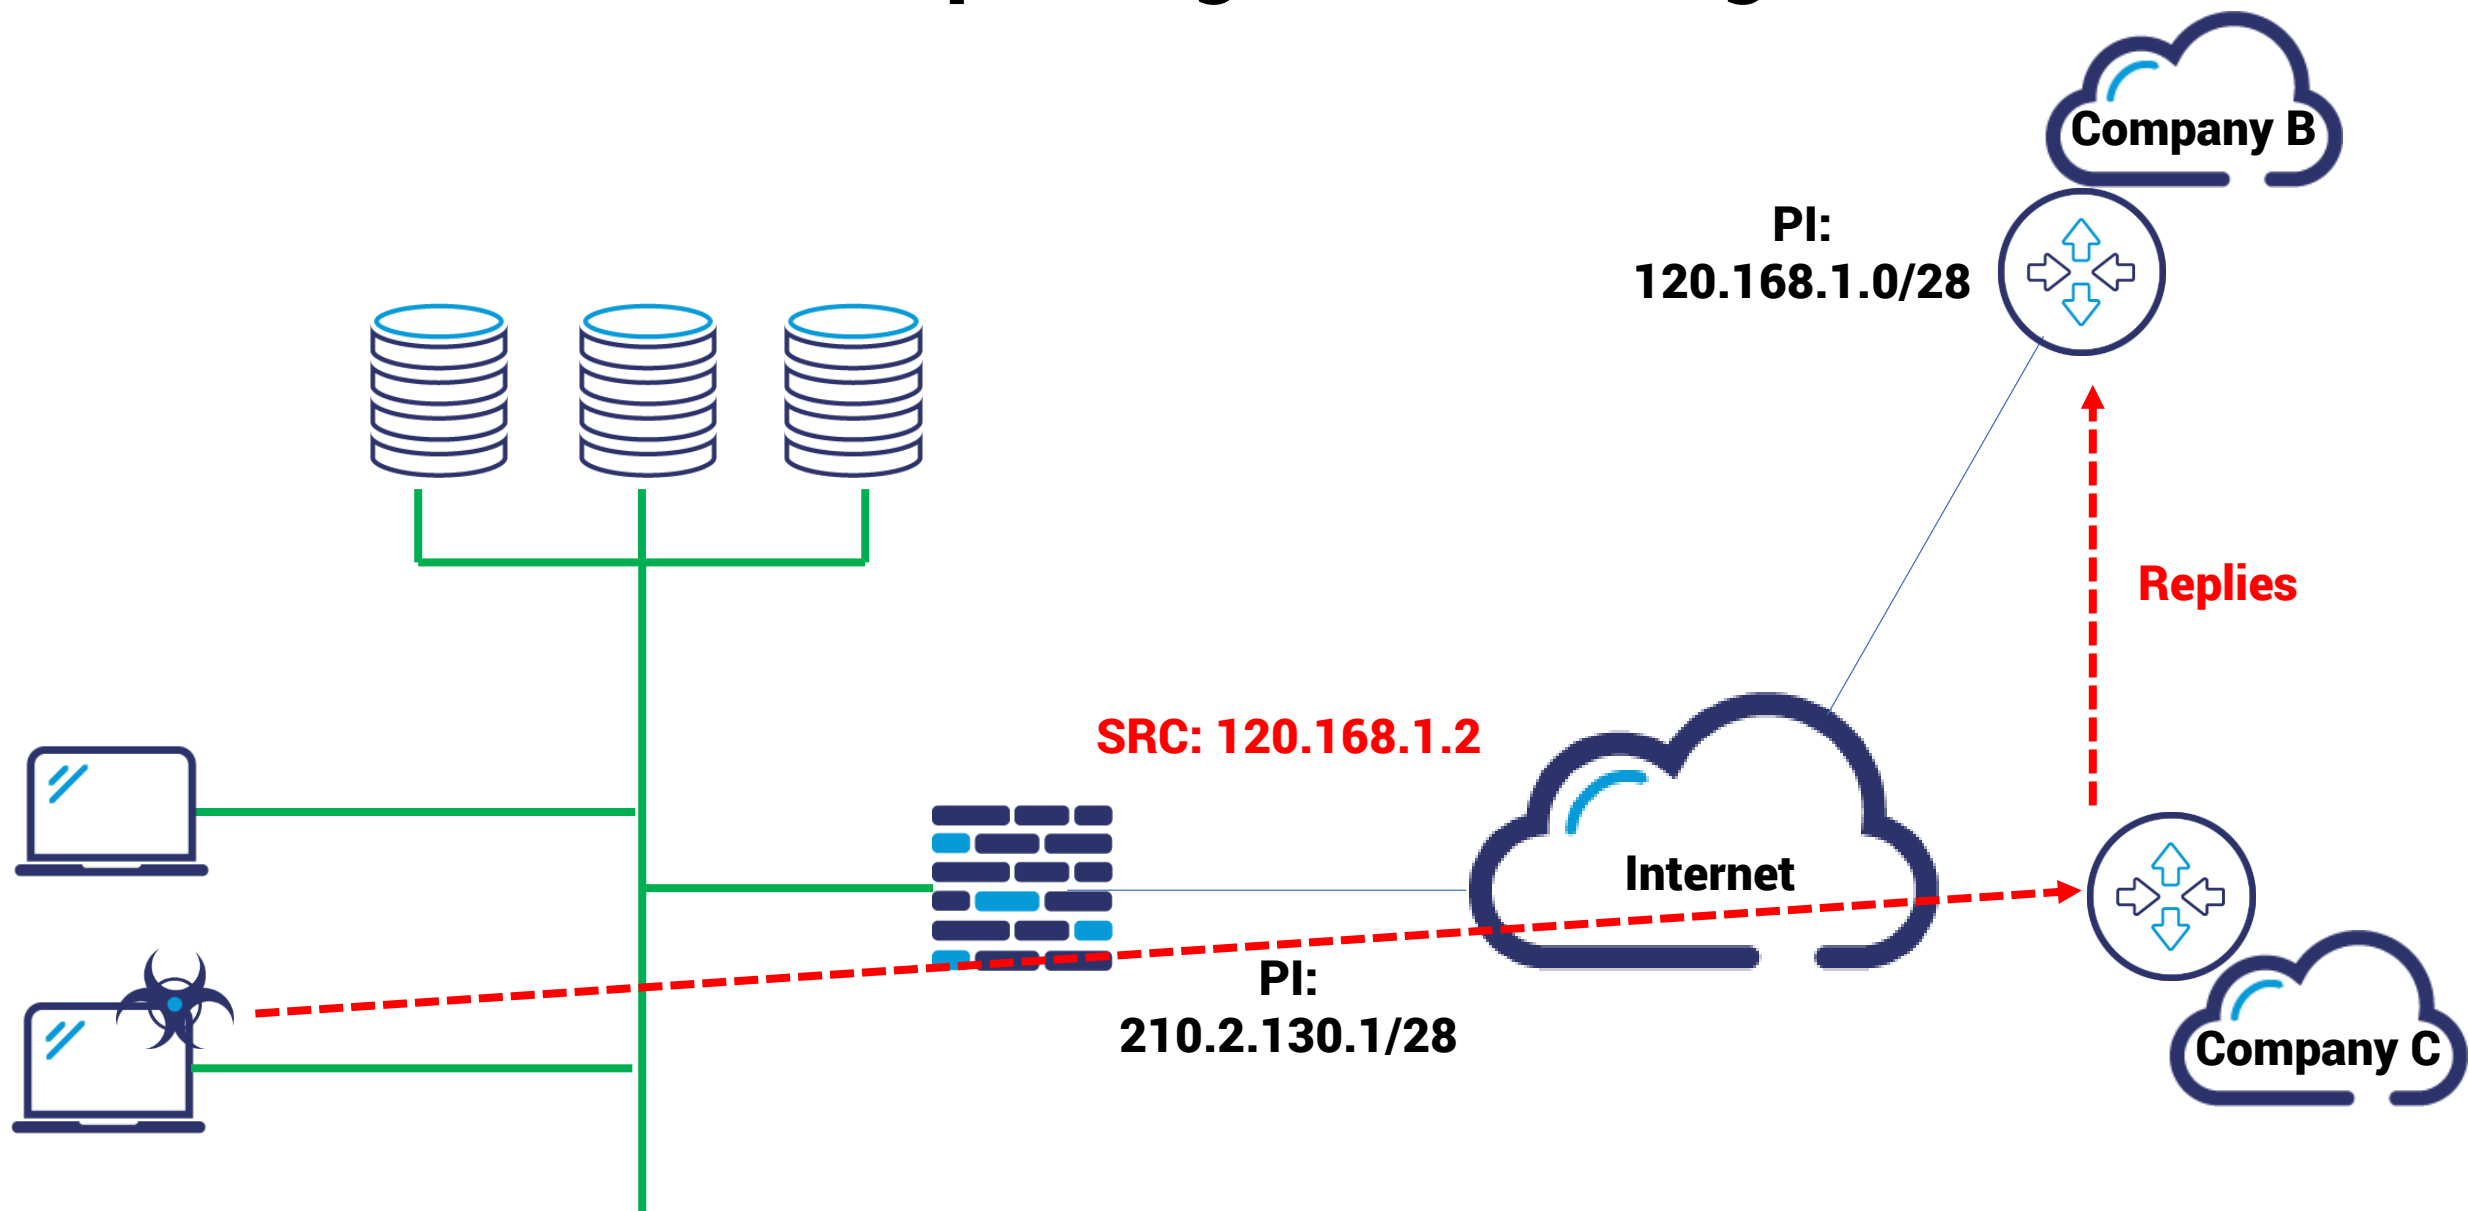 Company B
PI:
120.168.1.0/28
Replies
SRC: 120.168.1.2
Internet
PI:
210.2.130.1/28
Company C